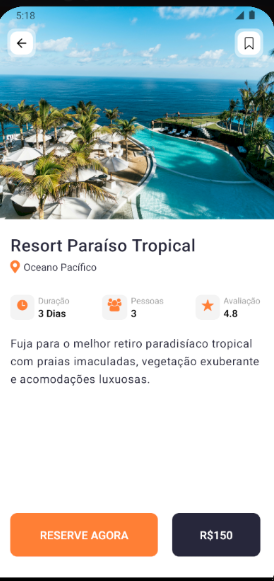 5:18
Resort Paraíso Tropical
Oceano Pacífico
Duração
3 Dias
Pessoas
3
Avaliação
4.8
Fuja para o melhor retiro paradisíaco tropical
com praias imaculadas, vegetação exuberante
e acomodações luxuosas.
RESERVE AGORA
R$150